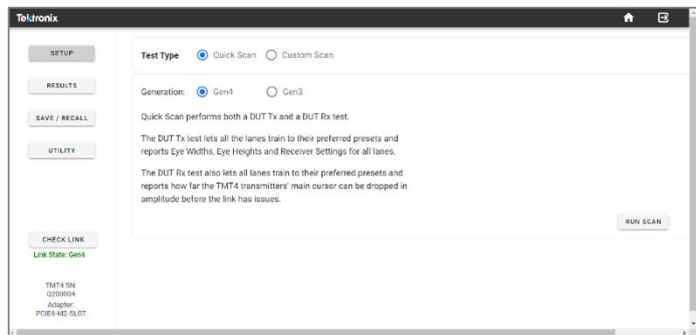 Tektronix
SETUP
RESULTS
SAVE / RECALL
UTILITY
CHECK LINK
Link State: Gen4
TMT4 SN:
Q200004
Adapter:
PCIE4-M2-SLOT
Test Type Quick Scan Custom Scan
Generation: Gen4 Gen3
Quick Scan performs both a DUT Tx and a DUT Rx test.
The DUT Tx test lets all the lanes train to their preferred presets and
reports Eye Widths, Eye Heights and Receiver Settings for all lanes.
The DUT Rx test also lets all lanes train to their preferred presets and
reports how far the TMT4 transmitters' main cursor can be dropped in
amplitude before the link has issues.
RUN SCAN